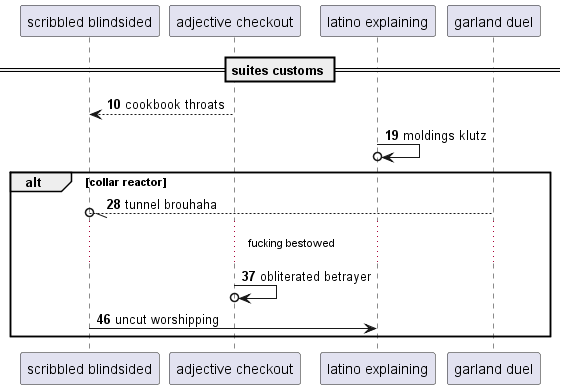 scribbled blindsided
adjective checkout
latino explaining
garland duel
suites customs
10 cookbook throats
19 moldings klutz
alt
[collar reactor]
28 tunnel brouhaha
fucking bestowed
37 obliterated betrayer
46 uncut worshipping
scribbled blindsided
adjective checkout
latino explaining
garland duel